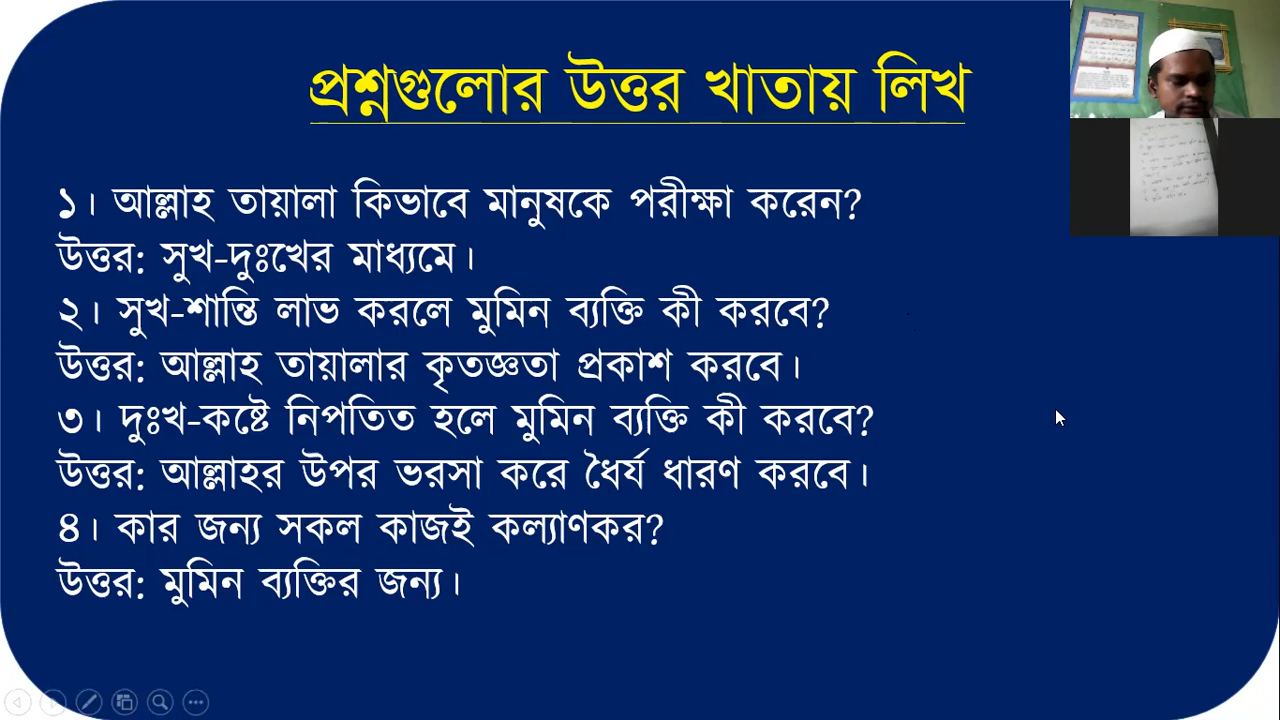 প্রশ্নগুলোর উত্তর খাতায় লিখ
১। আল্লাহ তায়ালা কিভাবে মানুষকে পরীক্ষা করেন?
উত্তর: সুখ-দুঃখের মাধ্যমে।
২। সুখ-শান্তি লাভ করলে মুমিন ব্যক্তি কী করবে?
উত্তর: আল্লাহ তায়ালার কৃতজ্ঞতা প্রকাশ করবে।
৩। দুঃখ-কষ্টে নিপতিত হলে মুমিন ব্যক্তি কী করবে?
উত্তর: আল্লাহর উপর ভরসা করে ধৈর্য ধারণ করবে।
৪। কার জন্য সকল কাজই কল্যাণকর?
উত্তর: মুমিন ব্যক্তির জন্য।